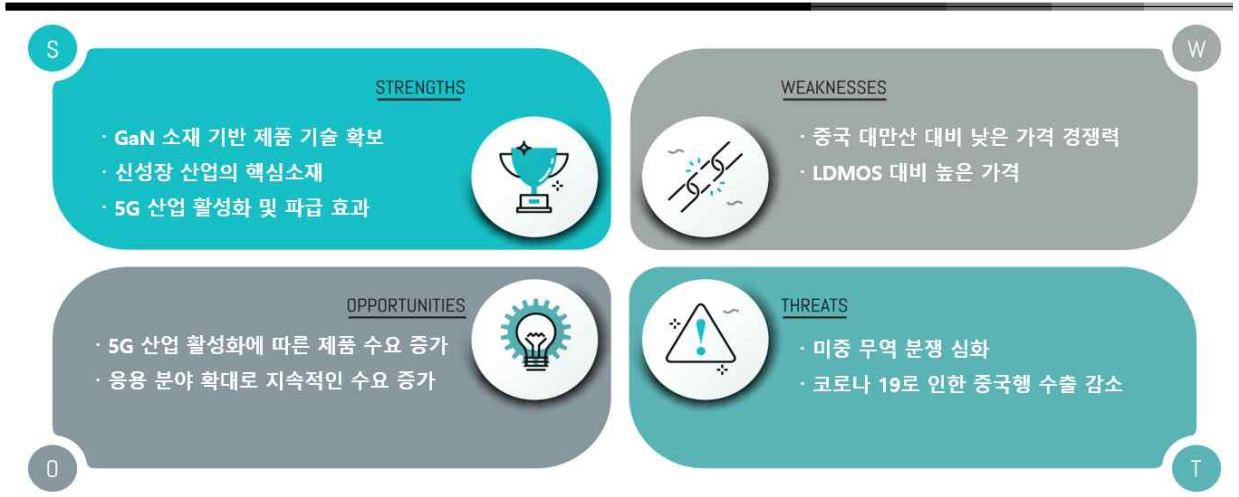 S
STRENGTHS
· GaN 소재 기반 제품 기술 확보
· 신성장 산업의 핵심소재
· 5G 산업 활성화 및 파급 효과
W
WEAKNESSES
· 중국 대만산 대비 낮은 가격 경쟁력
· LDMOS 대비 높은 가격
OPPORTUNITIES
· 5G 산업 활성화에 따른 제품 수요 증가
· 응용 분야 확대로 지속적인 수요 증가
O
THREATS
· 미중 무역 분쟁 심화
· 코로나 19로 인한 중국행 수출 감소
T